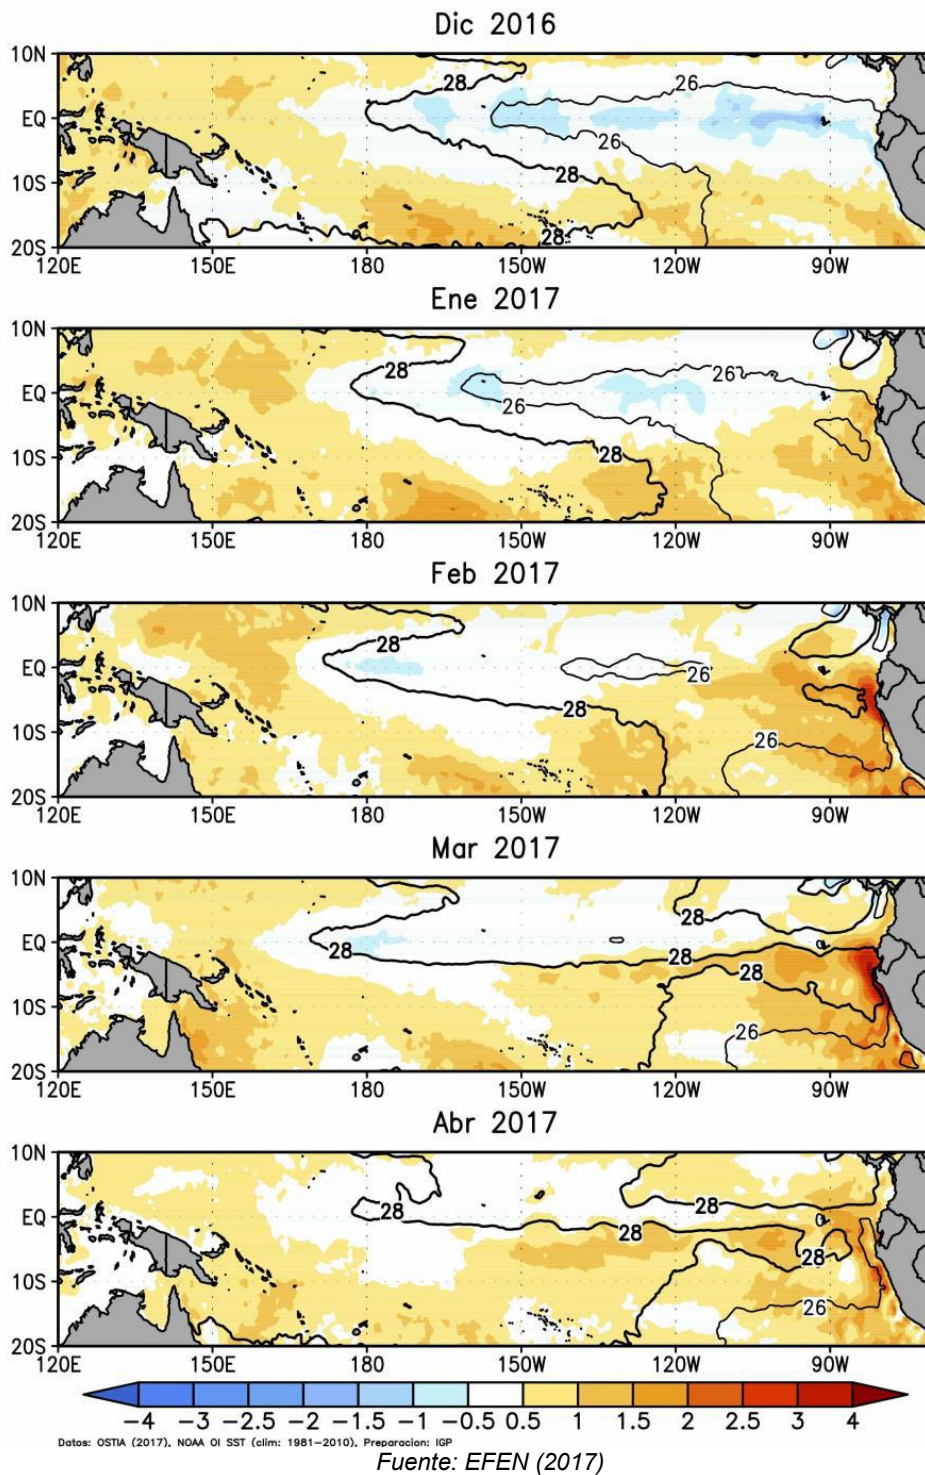 Dic 2016
10N
28
26
EQ
26
10S
28
28
20S
120E 150E 180 150W 120W 90W
Ene 2017
10N
28
26
EQ
26
10S
28
20S
120E 150E 180 150W 120W 90W
Feb 2017
10N
28
EQ
26
28
10S
26
20S
120E 150E 180 150W 120W 90W
Mar 2017
10N
28
EQ
28
28
28
10S
26
20S
120E 150E 180 150W 120W 90W
Abr 2017
10N
28
28
EQ
28
28
10S
26
20S
120E 150E 180 150W 120W 90W
-4 -3 -2.5 -2 -1.5 -1 -0.5 0.5 1 1.5 2 2.5 3 4
Datos: OSTIA (2017), NOAA OI SST (clim: 1981-2010), Preparacion: IGP
Fuente: EFEN (2017)